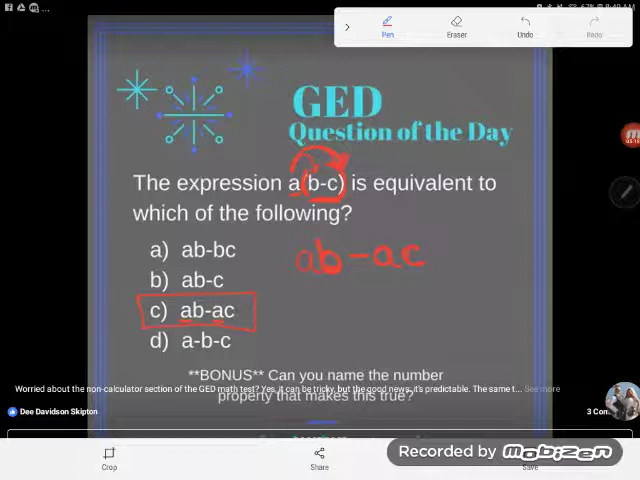 8:49 AM
Pen
Eraser
Undo
Redo
GED
Question of the Day
The expression a(b-c) is equivalent to
which of the following?
ab-ac
a) ab-bc
b) ab-c
c) ab-ac
d) a-b-c
**BONUS** Can you name the number
property that makes this true?
Worried about the non-calculator section of the GED math test? Yes, it can be tricky, but the good news; it's predictable. The same t... See more
Dee Davidson Skipton
3 Com
Crop
Share
Save
Recorded by mobizen